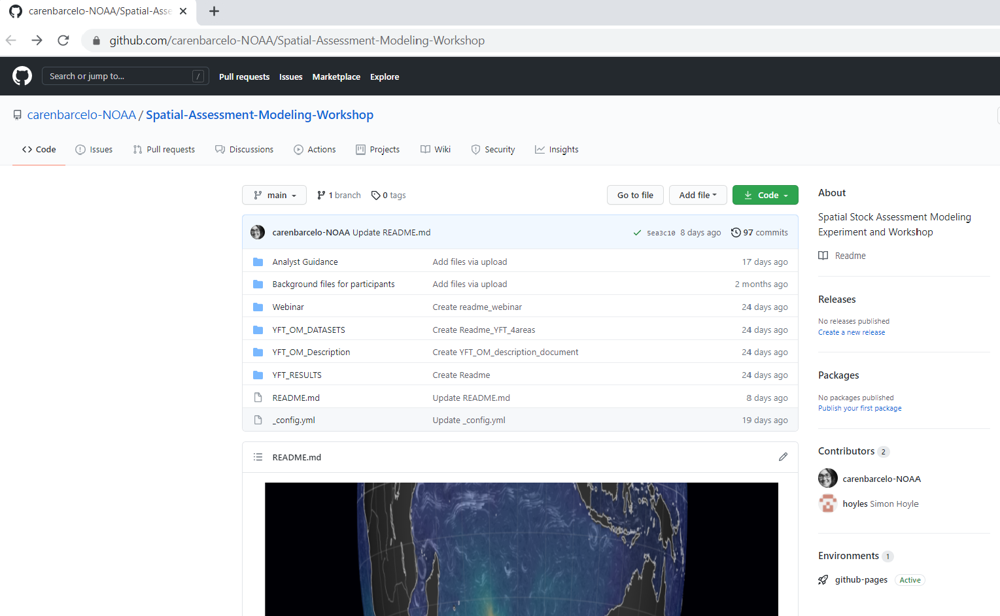 carenbarcelo-NOAA/Spatial-Asse
github.com/carenbarcelo-NOAA/Spatial-Assessment-Modeling-Workshop
Search or jump to... /
Pull requests Issues Marketplace Explore
carenbarcelo-NOAA / Spatial-Assessment-Modeling-Workshop
Code Issues Pull requests Discussions Actions Projects Wiki Security Insights
main 1 branch 0 tags Go to file Add file Code
carenbarcelo-NOAA Update README.md 5ea3c10 8 days ago 97 commits
Analyst Guidance Add files via upload 17 days ago
Background files for participants Add files via upload 2 months ago
Webinar Create readme_webinar 24 days ago
YFT_OM_DATASETS Create Readme_YFT_4areas 24 days ago
YFT_OM_Description Create YFT_OM_description_document 24 days ago
YFT_RESULTS Create Readme 24 days ago
README.md Update README.md 8 days ago
_config.yml Update _config.yml 19 days ago
README.md
About
Spatial Stock Assessment Modeling
Experiment and Workshop
Readme
Releases
No releases published
Create a new release
Packages
No packages published
Publish your first package
Contributors 2
carenbarcelo-NOAA
hoyles Simon Hoyle
Environments 1
github-pages Active